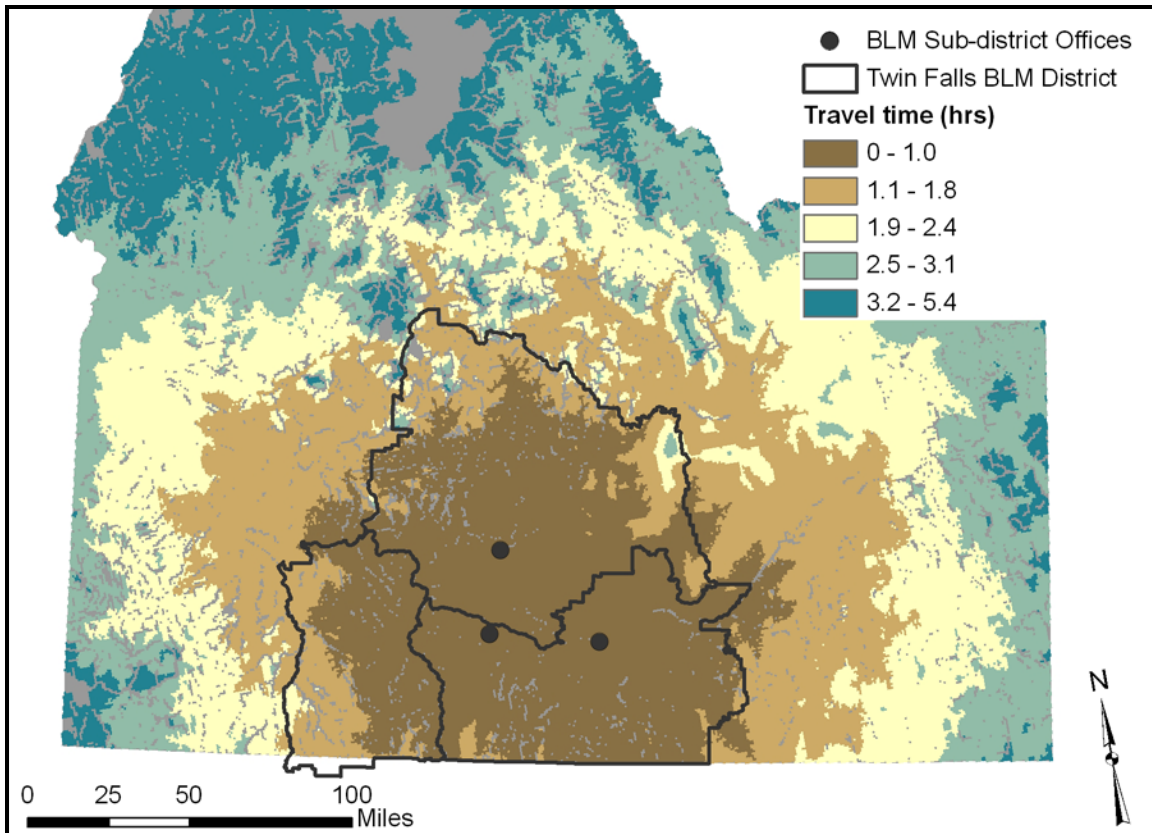 BLM Sub-district Offices
Twin Falls BLM District
Travel time (hrs)
0 - 1.0
1.1 - 1.8
1.9 - 2.4
2.5 - 3.1
3.2 - 5.4
N
0 25 50 100
Miles